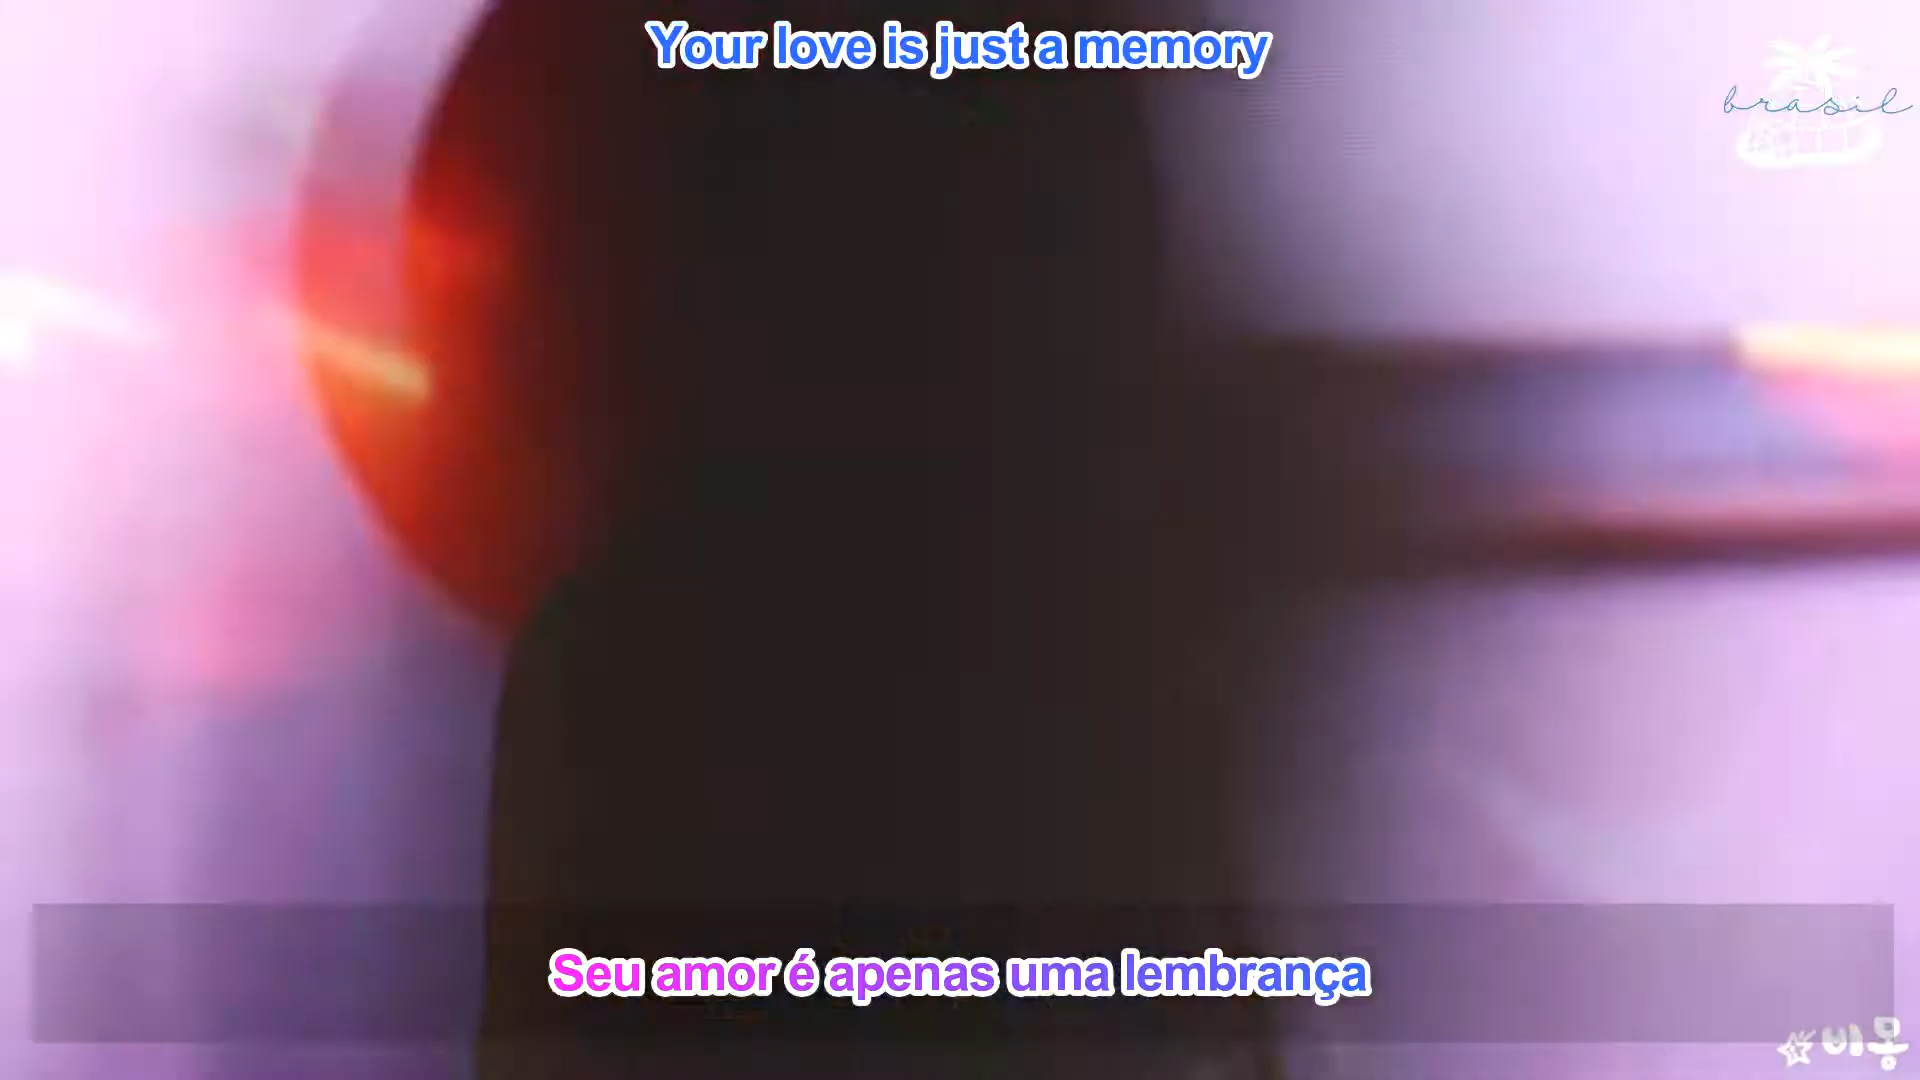 Your love is just a memory
brasil
Seu amor é apenas uma lembrança